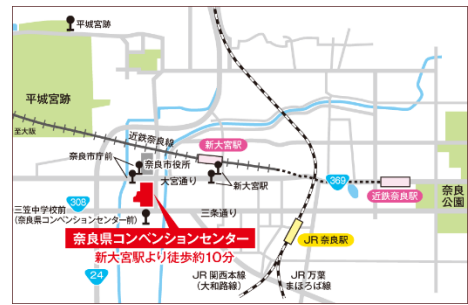 平城宮跡
平城宮跡
至大阪
近鉄奈良線
新大宮駅
奈良市庁前
奈良市役所
大宮通り
新大宮駅
369
近鉄奈良駅
奈良
公園
308
三笠中学校前
(奈良県コンベンションセンター前)
三条通り
奈良県コンベンションセンター
新大宮駅より徒歩約10分
JR 奈良駅
24
JR 関西本線
(大和路線)
JR 万葉
まほろば線